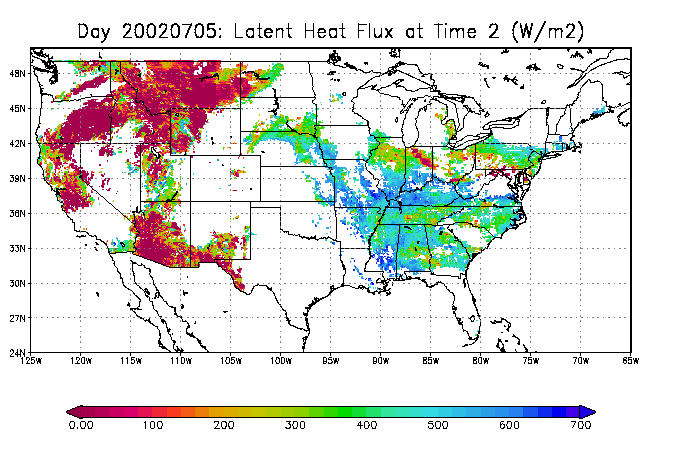 Day 20020705: Latent Heat Flux at Time 2 (W/m2)
48N
45N
42N
39N
36N
33N
30N
27N
24N
125W 120W 115W 110W 105W 100W 95W 90W 85W 80W 75W 70W 65W
0.00 100 200 300 400 500 600 700